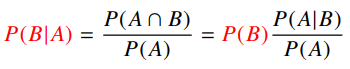 P(B|A) = P(A ∩ B) / P(A) = P(B) P(A|B) / P(A)